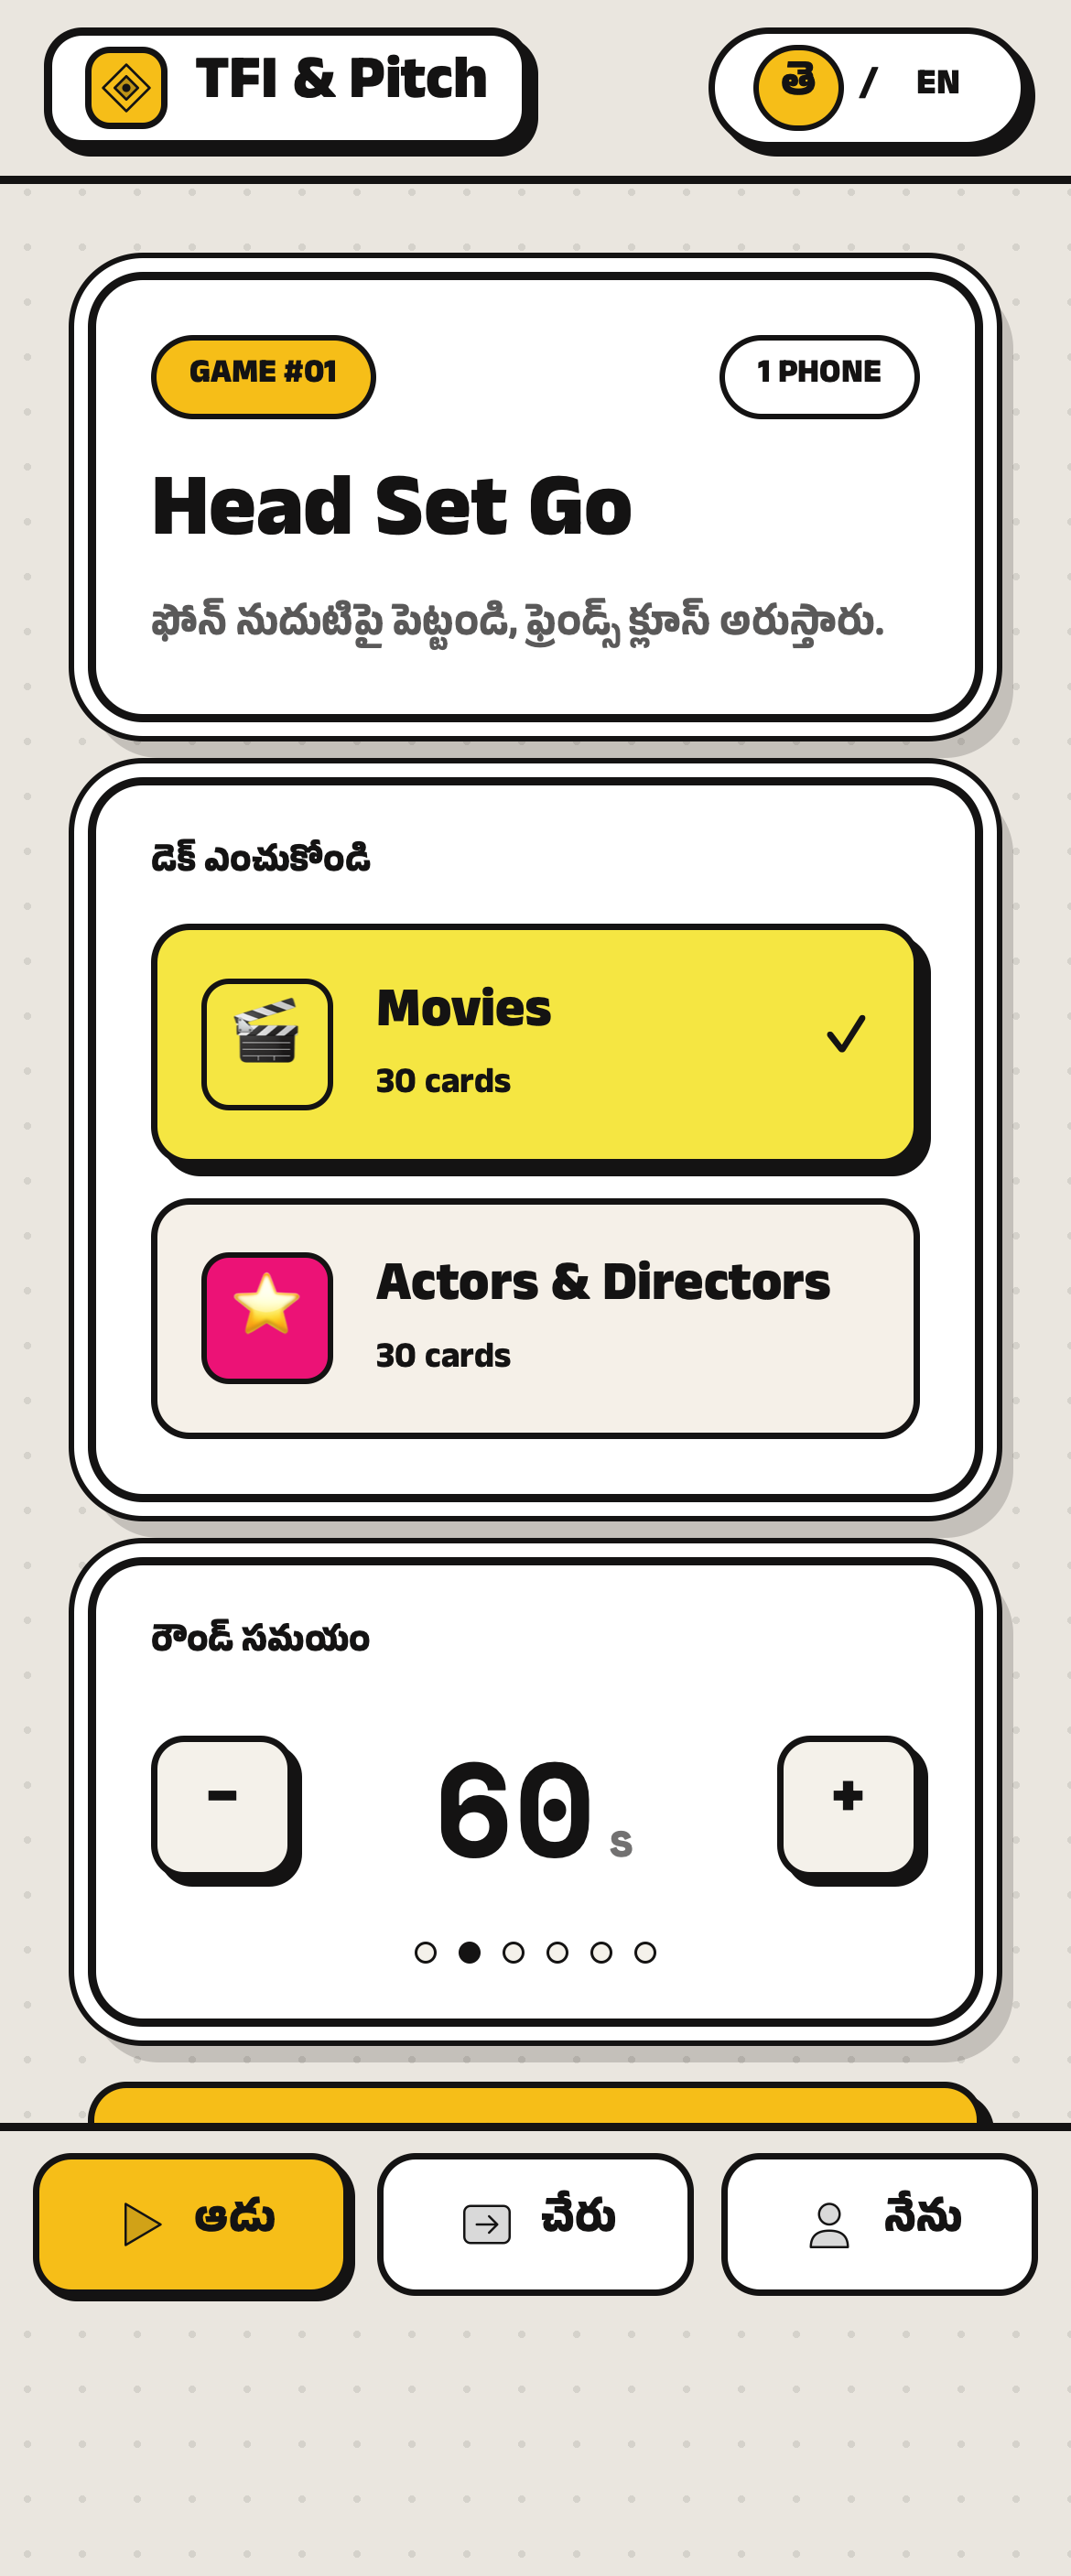 TFI & Pitch
తె / EN
GAME #01
1 PHONE
Head Set Go
ఫోన్ నుదుటిపై పెట్టండి, ఫ్రెండ్స్ క్లూస్ అరుస్తారు.
డెక్ ఎంచుకోండి
Movies
30 cards
Actors & Directors
30 cards
రౌండ్ సమయం
- 60 s +
ఆడు
చేరు
నేను